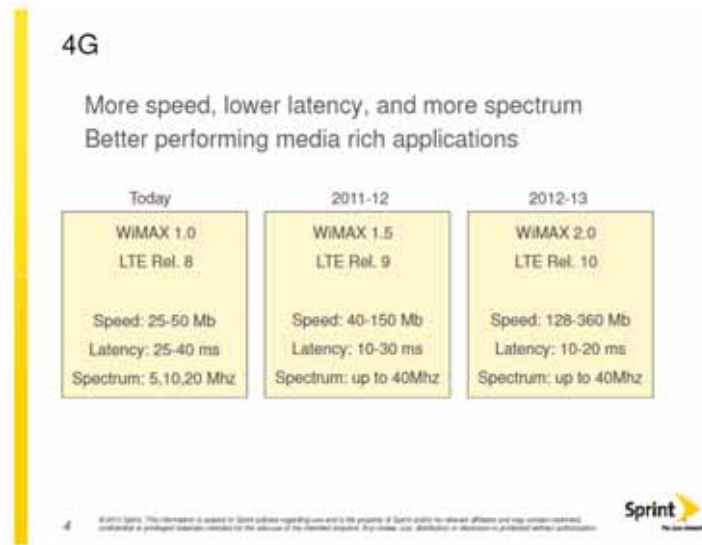 4G
More speed, lower latency, and more spectrum
Better performing media rich applications
Today
WiMAX 1.0
LTE Rel. 8
Speed: 25-50 Mb
Latency: 25-40 ms
Spectrum: 5,10,20 Mhz
2011-12
WiMAX 1.5
LTE Rel. 9
Speed: 40-150 Mb
Latency: 10-30 ms
Spectrum: up to 40Mhz
2012-13
WiMAX 2.0
LTE Rel. 10
Speed: 128-360 Mb
Latency: 10-20 ms
Spectrum: up to 40Mhz
4
Sprint